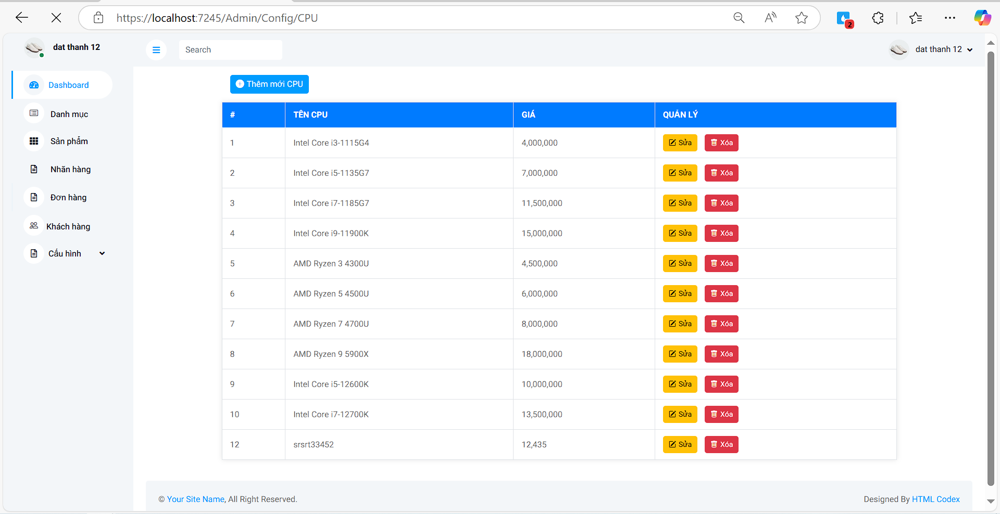 https://localhost:7245/Admin/Config/CPU
2
dat thanh 12
Search
dat thanh 12
Dashboard
Danh mục
Sản phẩm
Nhãn hàng
Đơn hàng
Khách hàng
Cấu hình
Thêm mới CPU
# TÊN CPU GIÁ QUẢN LÝ
1 Intel Core i3-1115G4 4,000,000 Sửa Xóa
2 Intel Core i5-1135G7 7,000,000 Sửa Xóa
3 Intel Core i7-1185G7 11,500,000 Sửa Xóa
4 Intel Core i9-11900K 15,000,000 Sửa Xóa
5 AMD Ryzen 3 4300U 4,500,000 Sửa Xóa
6 AMD Ryzen 5 4500U 6,000,000 Sửa Xóa
7 AMD Ryzen 7 4700U 8,000,000 Sửa Xóa
8 AMD Ryzen 9 5900X 18,000,000 Sửa Xóa
9 Intel Core i5-12600K 10,000,000 Sửa Xóa
10 Intel Core i7-12700K 13,500,000 Sửa Xóa
12 srsrt33452 12,435 Sửa Xóa
© Your Site Name, All Right Reserved.
Designed By HTML Codex